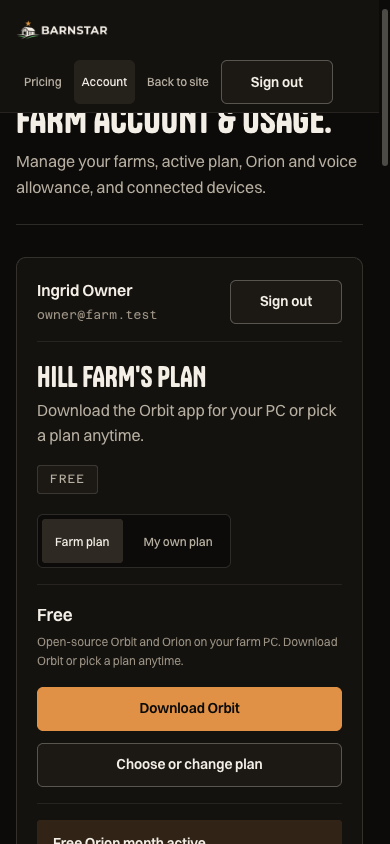 BARNSTAR
Pricing
Account
Back to site
Sign out
FARM ACCOUNT & USAGE.
Manage your farms, active plan, Orion and voice
allowance, and connected devices.
Ingrid Owner
owner@farm.test
Sign out
HILL FARM'S PLAN
Download the Orbit app for your PC or pick
a plan anytime.
FREE
Farm plan
My own plan
Free
Open-source Orbit and Orion on your farm PC. Download
Orbit or pick a plan anytime.
Download Orbit
Choose or change plan
Free Orion month active